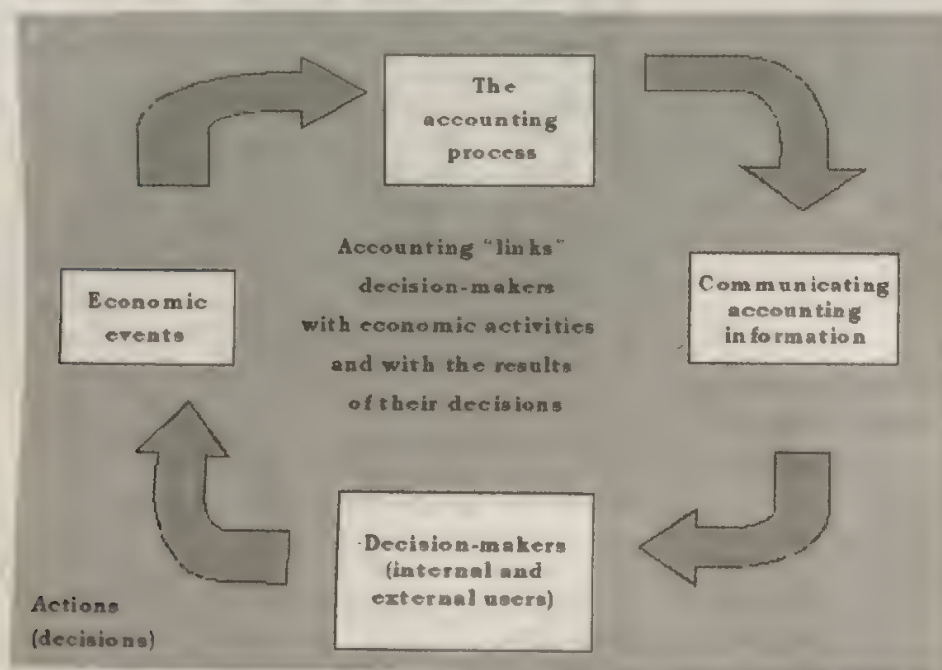 The
accounting
process
Economic
events
Accounting "links"
decision-makers
with economic activities
and with the results
of their decisions
Communicating
accounting
information
Decision-makers
(internal and
external users)
Actions
(decisions)